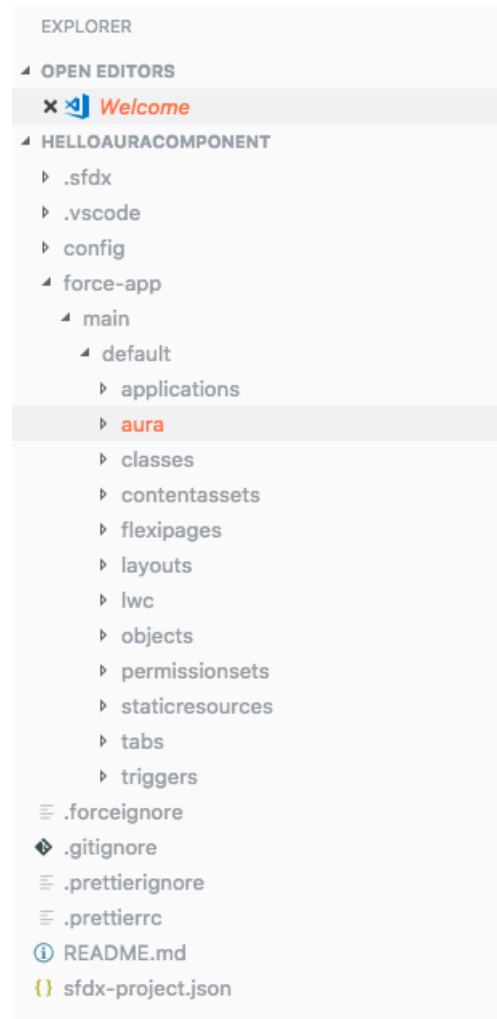 EXPLORER
OPEN EDITORS
Welcome
HELLOAURACOMPONENT
.sfdx
.vscode
config
force-app
main
default
applications
aura
classes
contentassets
flexipages
layouts
lwc
objects
permissionsets
staticresources
tabs
triggers
.forceignore
.gitignore
.prettierignore
.prettierrc
README.md
sfdx-project.json